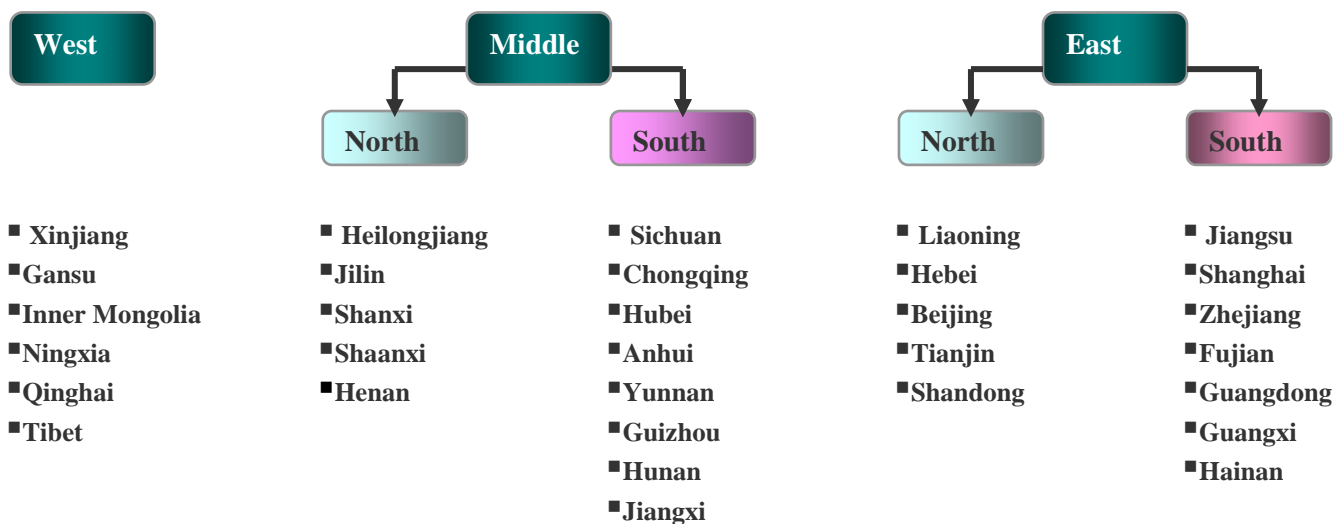 West
Middle
East
North
South
North
South
▪ Xinjiang
▪Gansu
▪Inner Mongolia
▪Ningxia
▪Qinghai
▪Tibet
▪ Heilongjiang
▪Jilin
▪Shanxi
▪Shaanxi
▪Henan
▪ Sichuan
▪Chongqing
▪Hubei
▪Anhui
▪Yunnan
▪Guizhou
▪Hunan
▪Jiangxi
▪ Liaoning
▪Hebei
▪Beijing
▪Tianjin
▪Shandong
▪ Jiangsu
▪Shanghai
▪Zhejiang
▪Fujian
▪Guangdong
▪Guangxi
▪Hainan